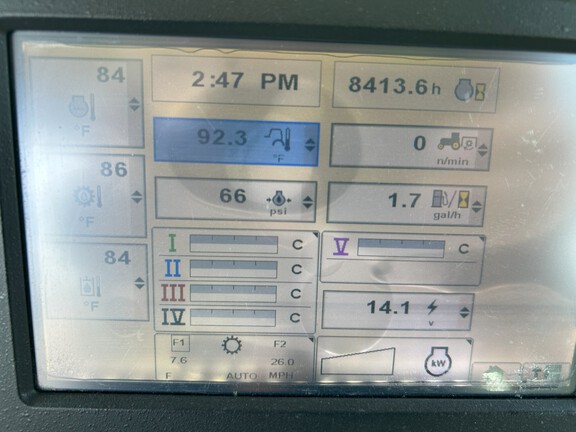 84
°F
2:47 PM
8413.6h
92.3
°F
0
n/min
86
°F
66
psi
1.7
gal/h
84
°F
I C
II C
III C
IV C
V C
14.1
V
F1 F2
7.6 26.0
F AUTO MPH
kW